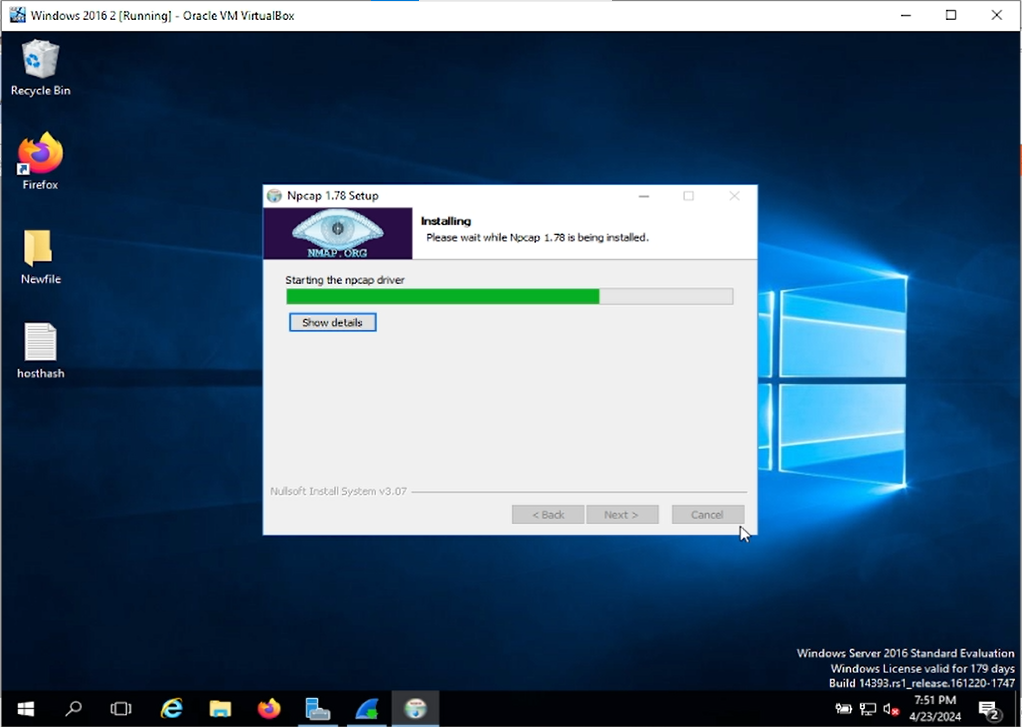 Windows 2016 2 [Running] - Oracle VM VirtualBox
Recycle Bin
Firefox
Newfile
hosthash
Npcap 1.78 Setup
NMAP.ORG
Installing
Please wait while Npcap 1.78 is being installed.
Starting the npcap driver
Show details
Nullsoft Install System v3.07
< Back
Next >
Cancel
Windows Server 2016 Standard Evaluation
Windows License valid for 179 days
Build 14393.rs1_release.161220-1747
7:51 PM
4/23/2024
2